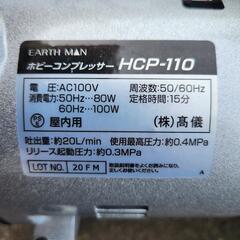 EARTH MAN
ホビーコンプレッサー HCP-110
電 圧:AC100V 周波数:50/60Hz
消費電力:50Hz…80W 定格時間:15分
60Hz…100W
PSE 屋内用 (株)髙儀
吐出量:約20L/min 使用最高圧力:約0.4MPa
リリース起動圧力:約0.3MPa
LOT NO. 20FM
A